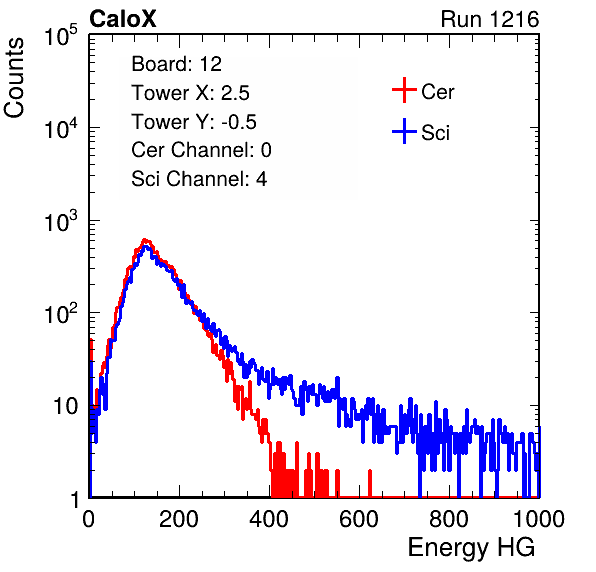 CaloX Run 1216
Counts
Board: 12
Tower X: 2.5
Tower Y: -0.5
Cer Channel: 0
Sci Channel: 4
Cer
Sci
10^5
10^4
10^3
10^2
10
1
0 200 400 600 800 1000
Energy HG